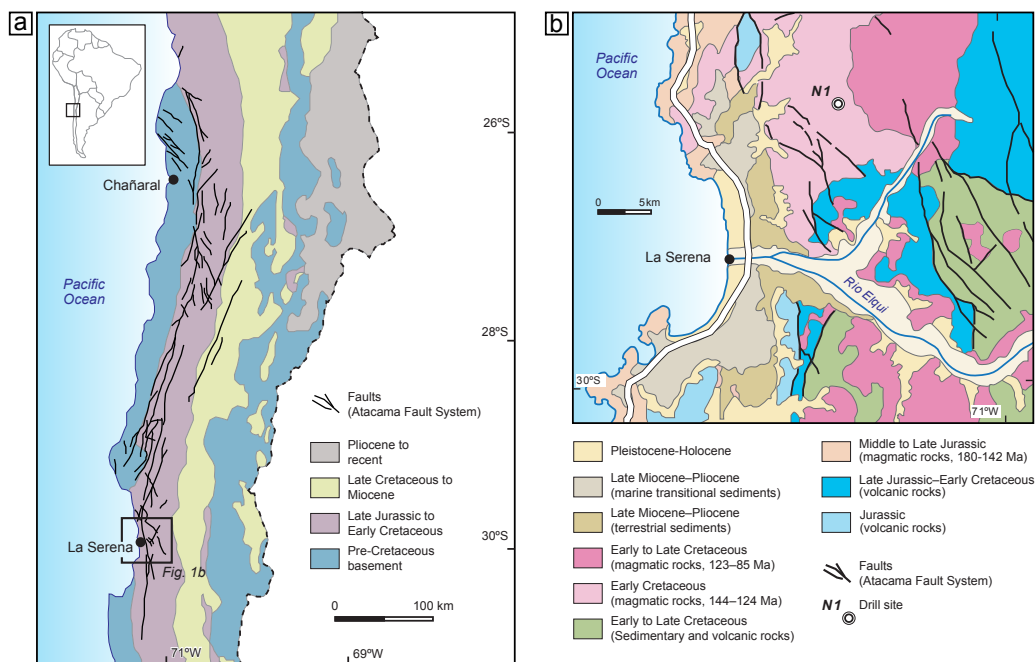 a
Chañaral
Pacific
Ocean
La Serena
Fig. 1b
26ºS
28ºS
30ºS
71ºW
69ºW
Faults
(Atacama Fault System)
Pliocene to
recent
Late Cretaceous to
Miocene
Late Jurassic to
Early Cretaceous
Pre-Cretaceous
basement
0 100 km
b
Pacific
Ocean
N1
0 5km
La Serena
Rio Elqui
30ºS
71ºW
Pleistocene-Holocene
Late Miocene–Pliocene
(marine transitional sediments)
Late Miocene–Pliocene
(terrestrial sediments)
Early to Late Cretaceous
(magmatic rocks, 123–85 Ma)
Early Cretaceous
(magmatic rocks, 144–124 Ma)
Early to Late Cretaceous
(Sedimentary and volcanic rocks)
Middle to Late Jurassic
(magmatic rocks, 180-142 Ma)
Late Jurassic–Early Cretaceous
(volcanic rocks)
Jurassic
(volcanic rocks)
Faults
(Atacama Fault System)
N1 Drill site